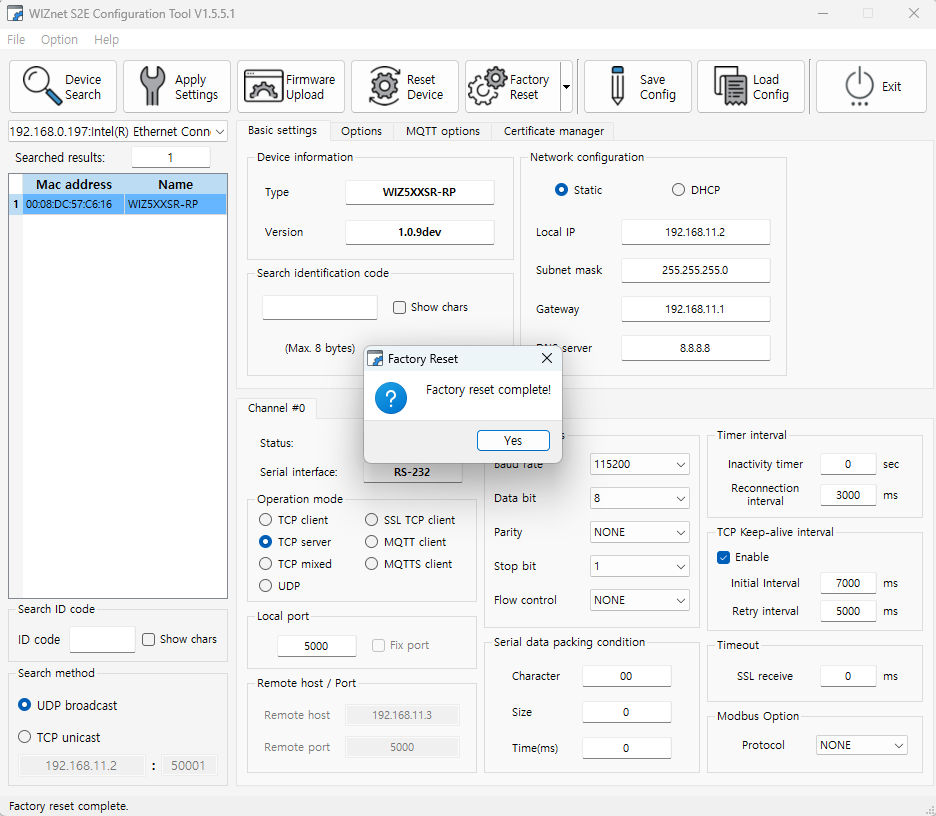 WIZnet S2E Configuration Tool V1.5.5.1
File Option Help
Device Search
Apply Settings
Firmware Upload
Reset Device
Factory Reset
Save Config
Load Config
Exit
192.168.0.197:Intel(R) Ethernet Conn
Searched results: 1
Mac address Name
1 00:08:DC:57:C6:16 WIZ5XXSR-RP
Search ID code
ID code Show chars
Search method
UDP broadcast
TCP unicast
192.168.11.2 : 50001
Basic settings Options MQTT options Certificate manager
Device information
Type WIZ5XXSR-RP
Version 1.0.9dev
Search identification code
Show chars
(Max. 8 bytes)
Network configuration
Static DHCP
Local IP 192.168.11.2
Subnet mask 255.255.255.0
Gateway 192.168.11.1
server 8.8.8.8
Factory Reset
?
Factory reset complete!
Yes
Channel #0
Status:
Serial interface: RS-232
Operation mode
TCP client SSL TCP client
TCP server MQTT client
TCP mixed MQTTS client
UDP
Local port
5000 Fix port
Remote host / Port
Remote host 192.168.11.3
Remote port 5000
Baud rate 115200
Data bit 8
Parity NONE
Stop bit 1
Flow control NONE
Serial data packing condition
Character 00
Size 0
Time(ms) 0
Timer interval
Inactivity timer 0 sec
Reconnection
interval 3000 ms
TCP Keep-alive interval
Enable
Initial Interval 7000 ms
Retry interval 5000 ms
Timeout
SSL receive 0 ms
Modbus Option
Protocol NONE
Factory reset complete.